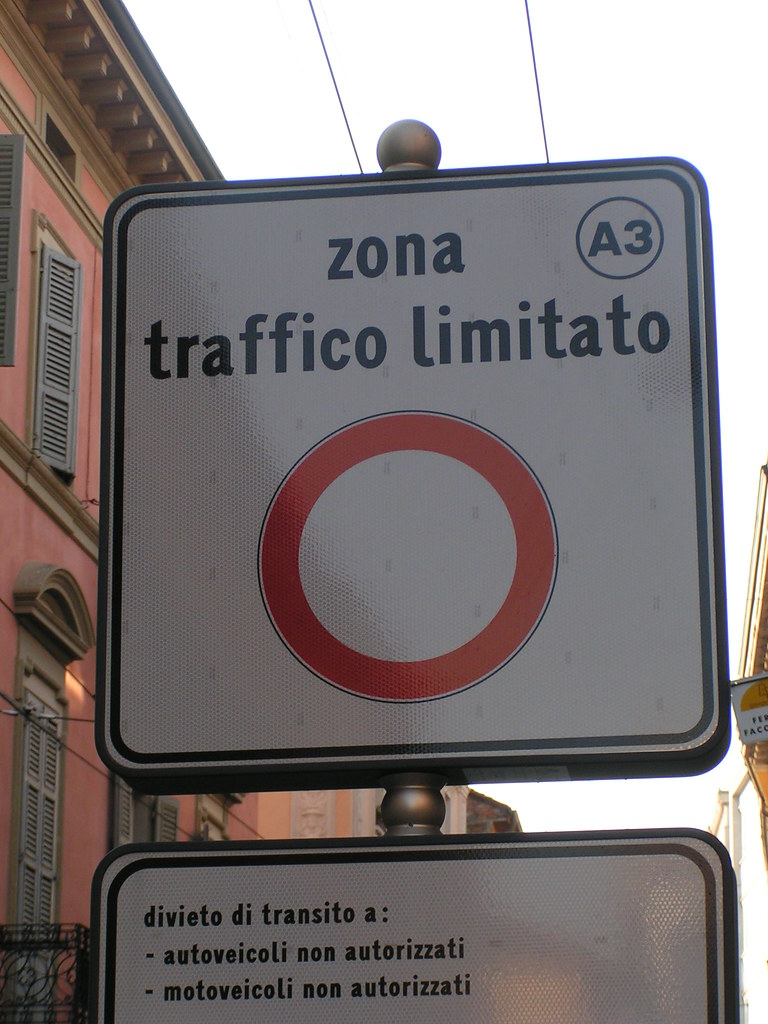 zona
A3
traffico limitato
divieto di transito a:
- autoveicoli non autorizzati
- motoveicoli non autorizzati